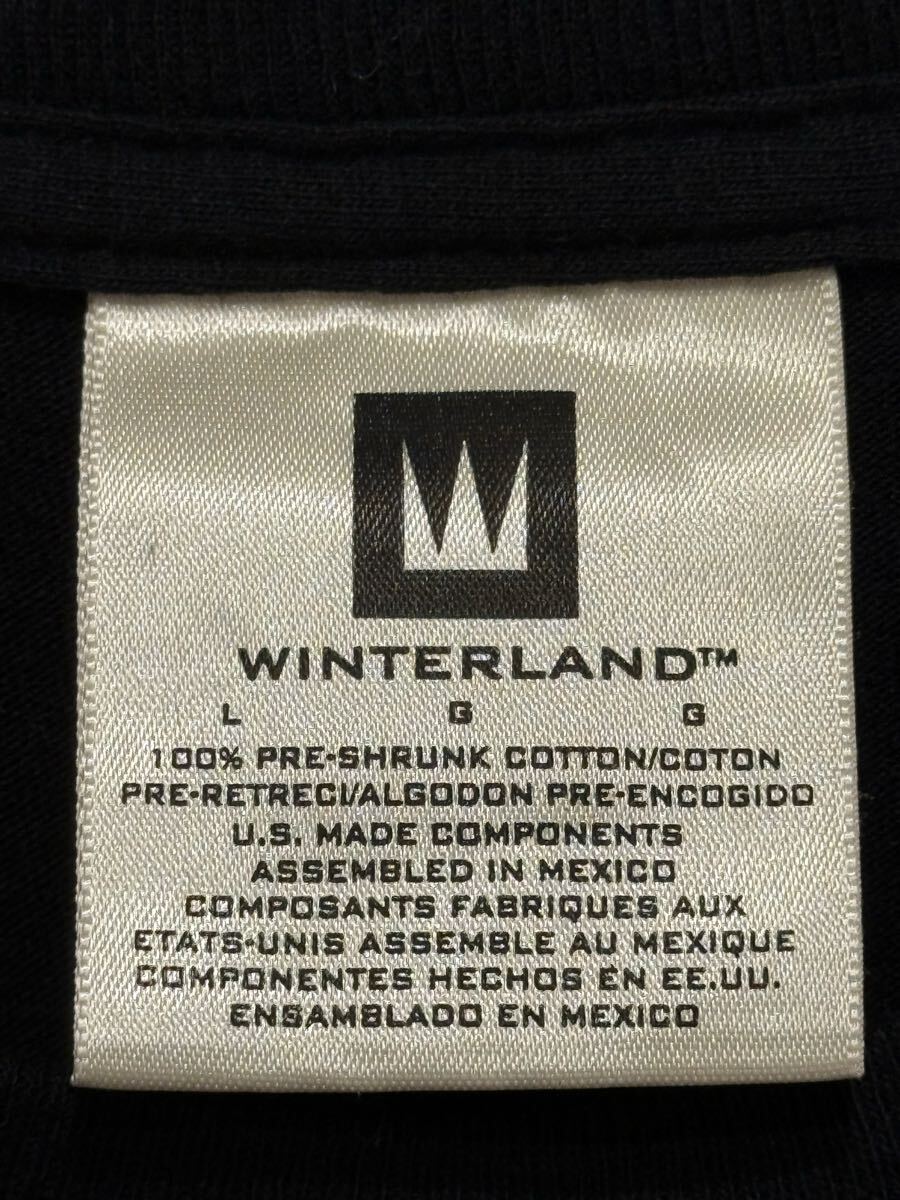 W
WINTERLAND™
L G G
100% PRE-SHRUNK COTTON/COTON
PRE-RETRECI/ALGODON PRE-ENCOGIDO
U.S. MADE COMPONENTS
ASSEMBLED IN MEXICO
COMPOSANTS FABRIQUES AUX
ETATS-UNIS ASSEMBLE AU MEXIQUE
COMPONENTES HECHOS EN EE.UU.
ENSAMBLADO EN MEXICO